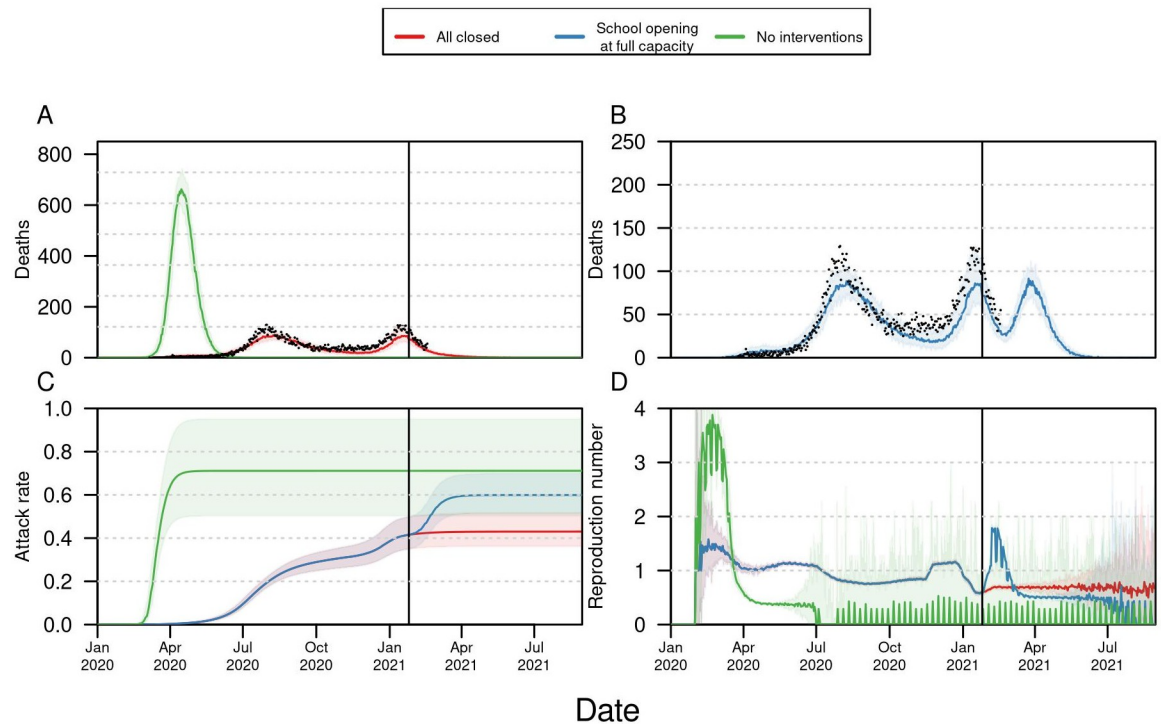 All closed
School opening
at full capacity
No interventions
A
B
800
600
400
200
0
Deaths
250
200
150
100
50
0
Deaths
C
D
1.0
0.8
0.6
0.4
0.2
0.0
Attack rate
4
3
2
1
0
Reproduction number
Jan Apr Jul Oct Jan Apr Jul
2020 2020 2020 2020 2021 2021 2021
Jan Apr Jul Oct Jan Apr Jul
2020 2020 2020 2020 2021 2021 2021
Date